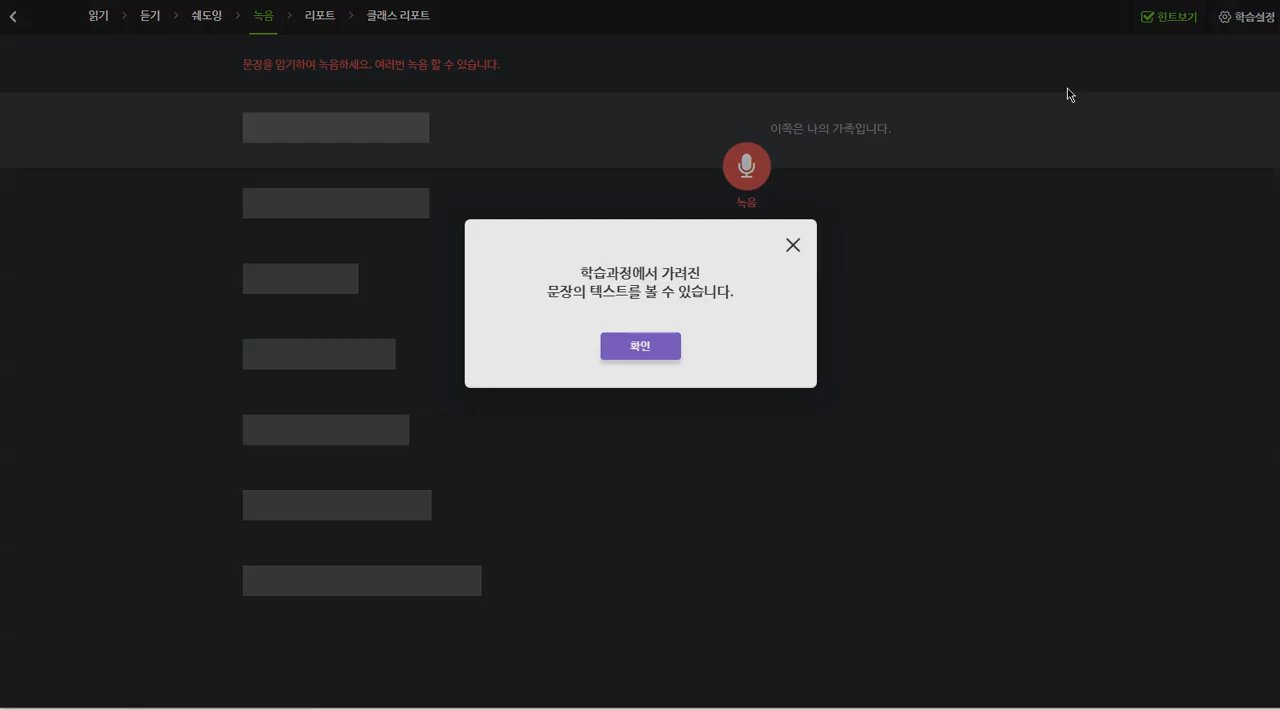 읽기 듣기 쉐도잉 녹음 리포트 클래스 리포트 힌트보기 학습설정
문장을 암기하여 녹음하세요. 여러번 녹음 할 수 있습니다.
이쪽은 나의 가족입니다.
녹음
학습과정에서 가려진
문장의 텍스트를 볼 수 있습니다.
확인